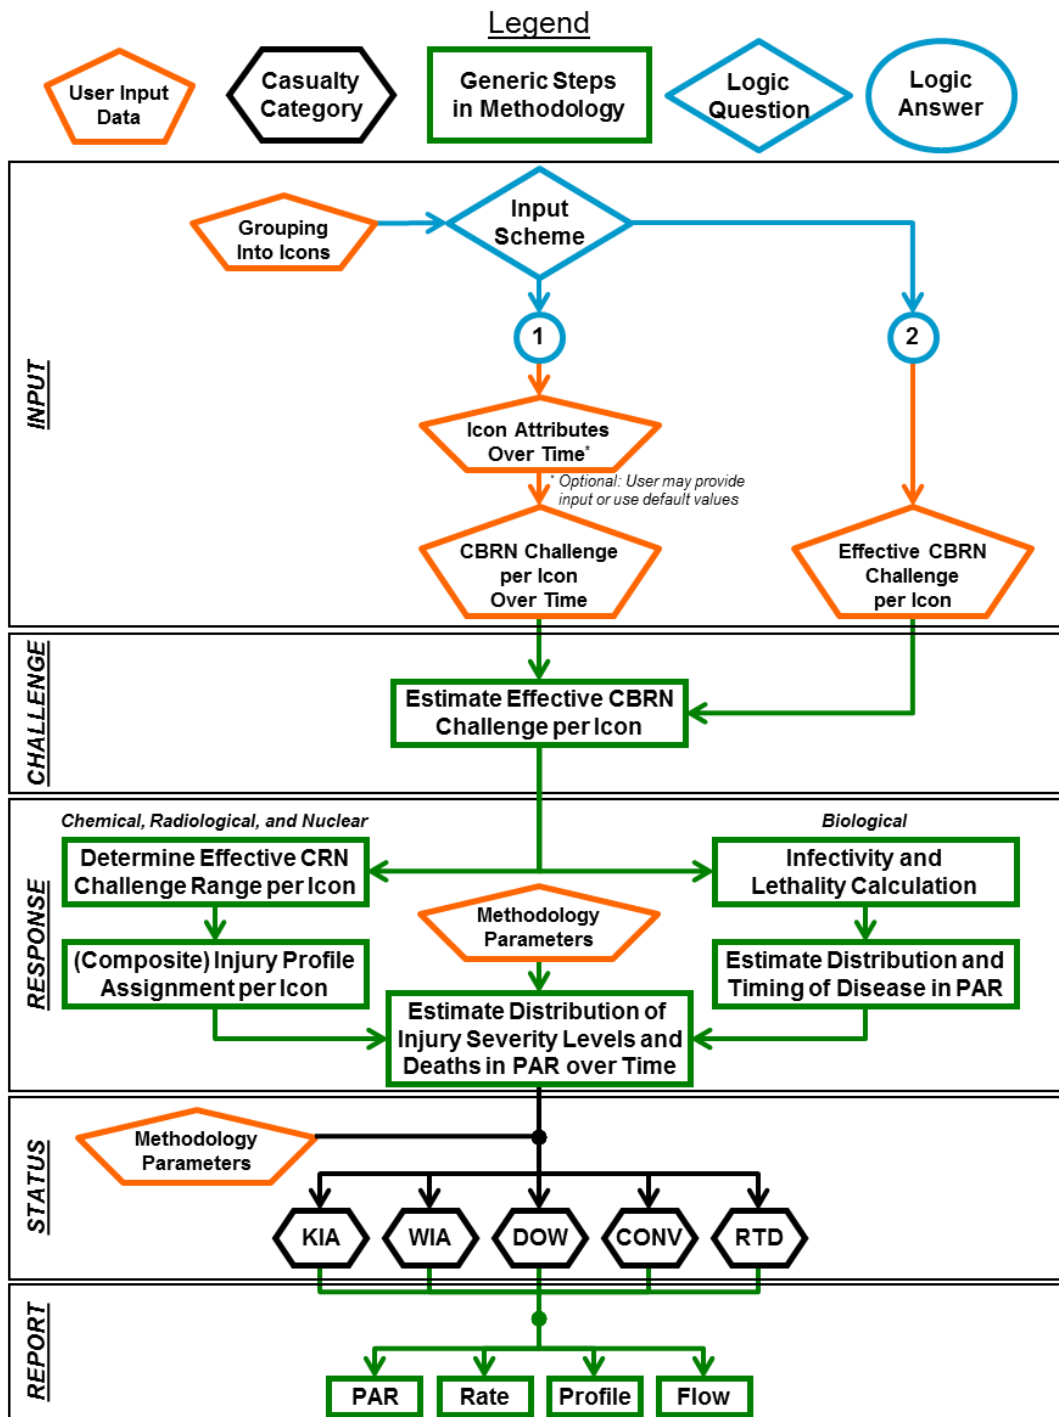 Legend
User Input
Data
Casualty
Category
Generic Steps
in Methodology
Logic
Question
Logic
Answer
INPUT
Grouping
Into Icons
Input
Scheme
1
2
Icon Attributes
Over Time*
* Optional: User may provide
input or use default values
CBRN Challenge
per Icon
Over Time
Effective CBRN
Challenge
per Icon
CHALLENGE
Estimate Effective CBRN
Challenge per Icon
RESPONSE
Chemical, Radiological, and Nuclear
Biological
Determine Effective CRN
Challenge Range per Icon
Infectivity and
Lethality Calculation
Methodology
Parameters
(Composite) Injury Profile
Assignment per Icon
Estimate Distribution and
Timing of Disease in PAR
Estimate Distribution of
Injury Severity Levels and
Deaths in PAR over Time
STATUS
Methodology
Parameters
KIA
WIA
DOW
CONV
RTD
REPORT
PAR
Rate
Profile
Flow